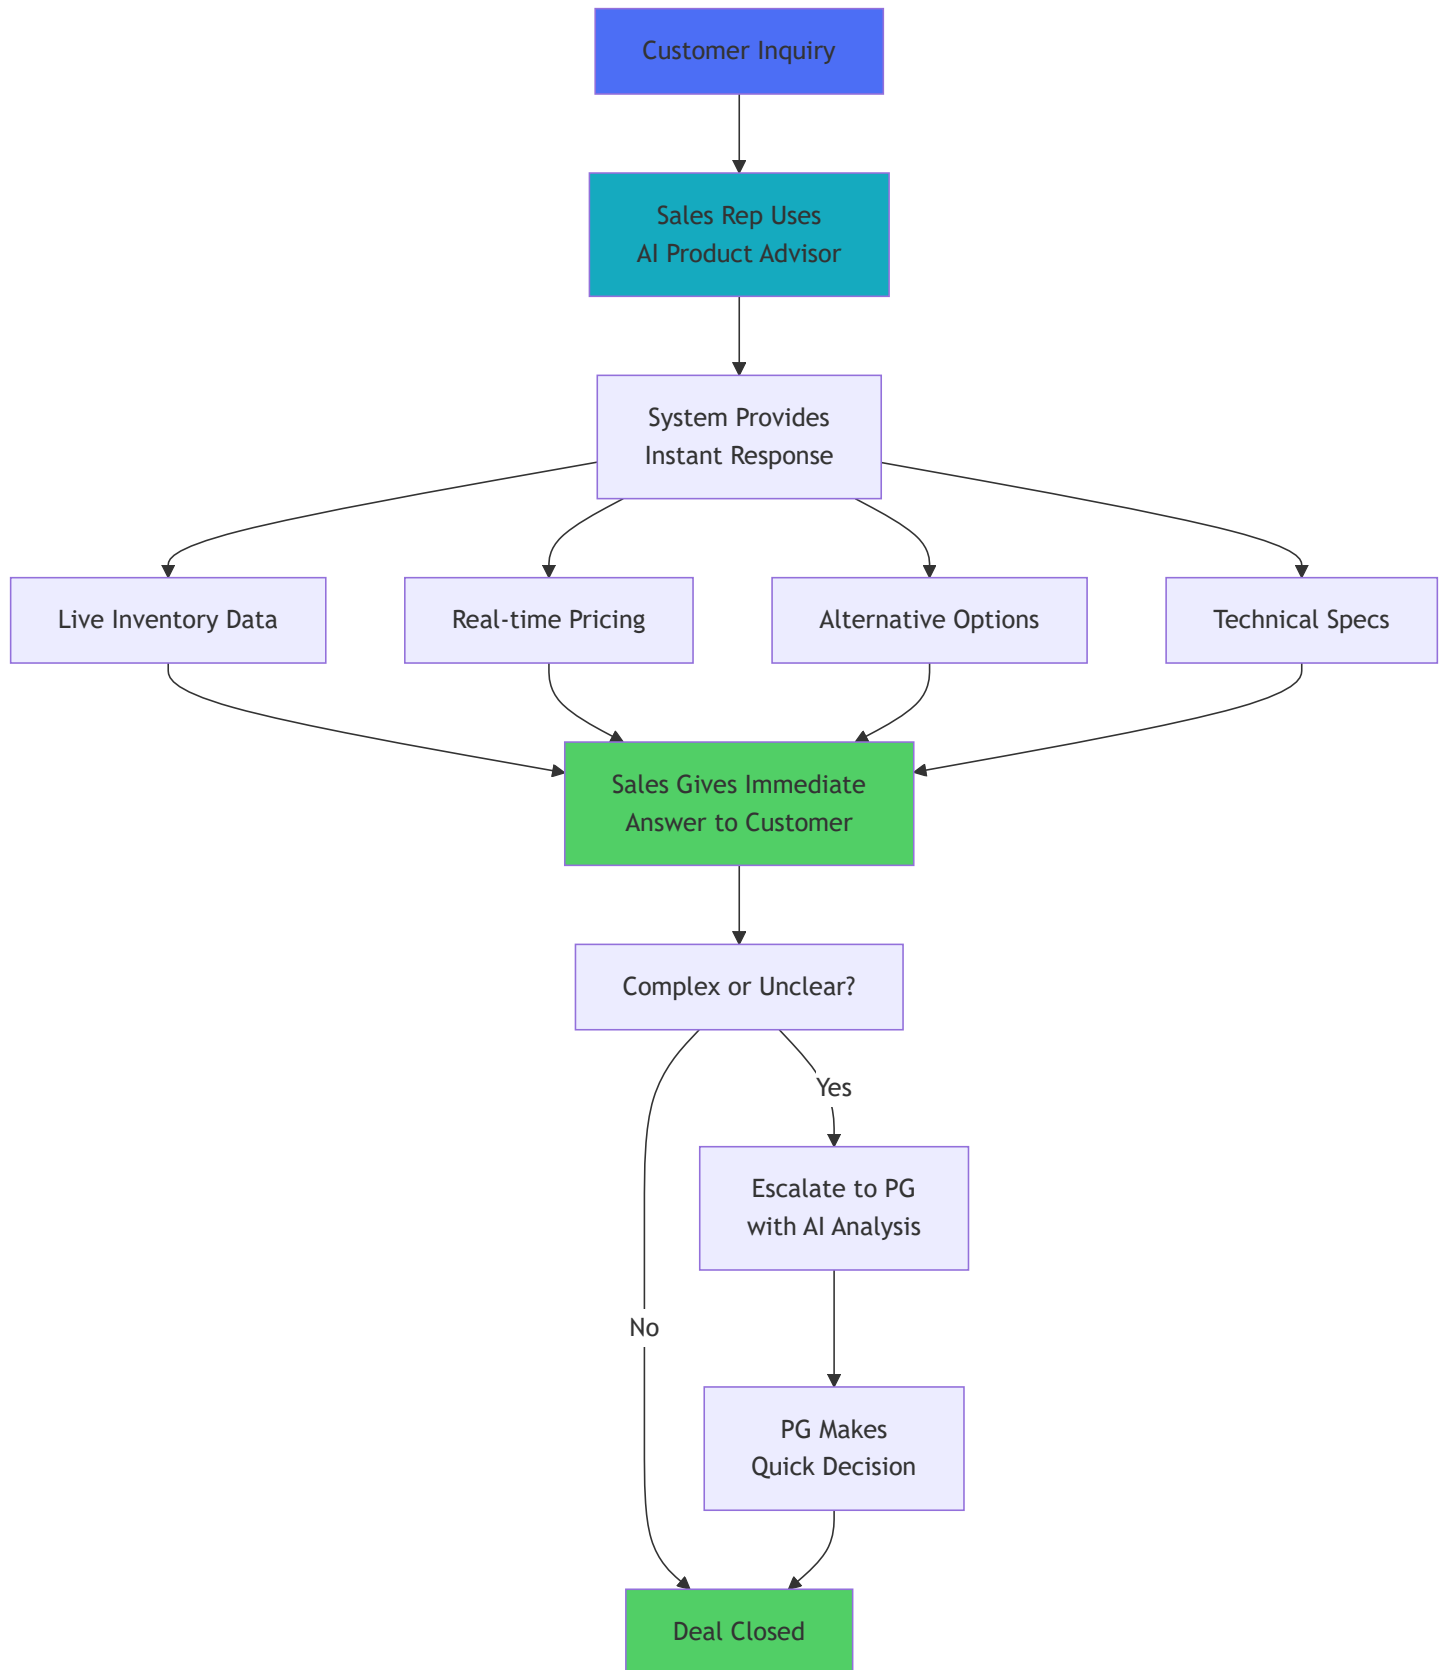 Customer Inquiry
Sales Rep Uses
AI Product Advisor
System Provides
Instant Response
Live Inventory Data
Real-time Pricing
Alternative Options
Technical Specs
Sales Gives Immediate
Answer to Customer
Complex or Unclear?
Yes
Escalate to PG
with AI Analysis
No
PG Makes
Quick Decision
Deal Closed